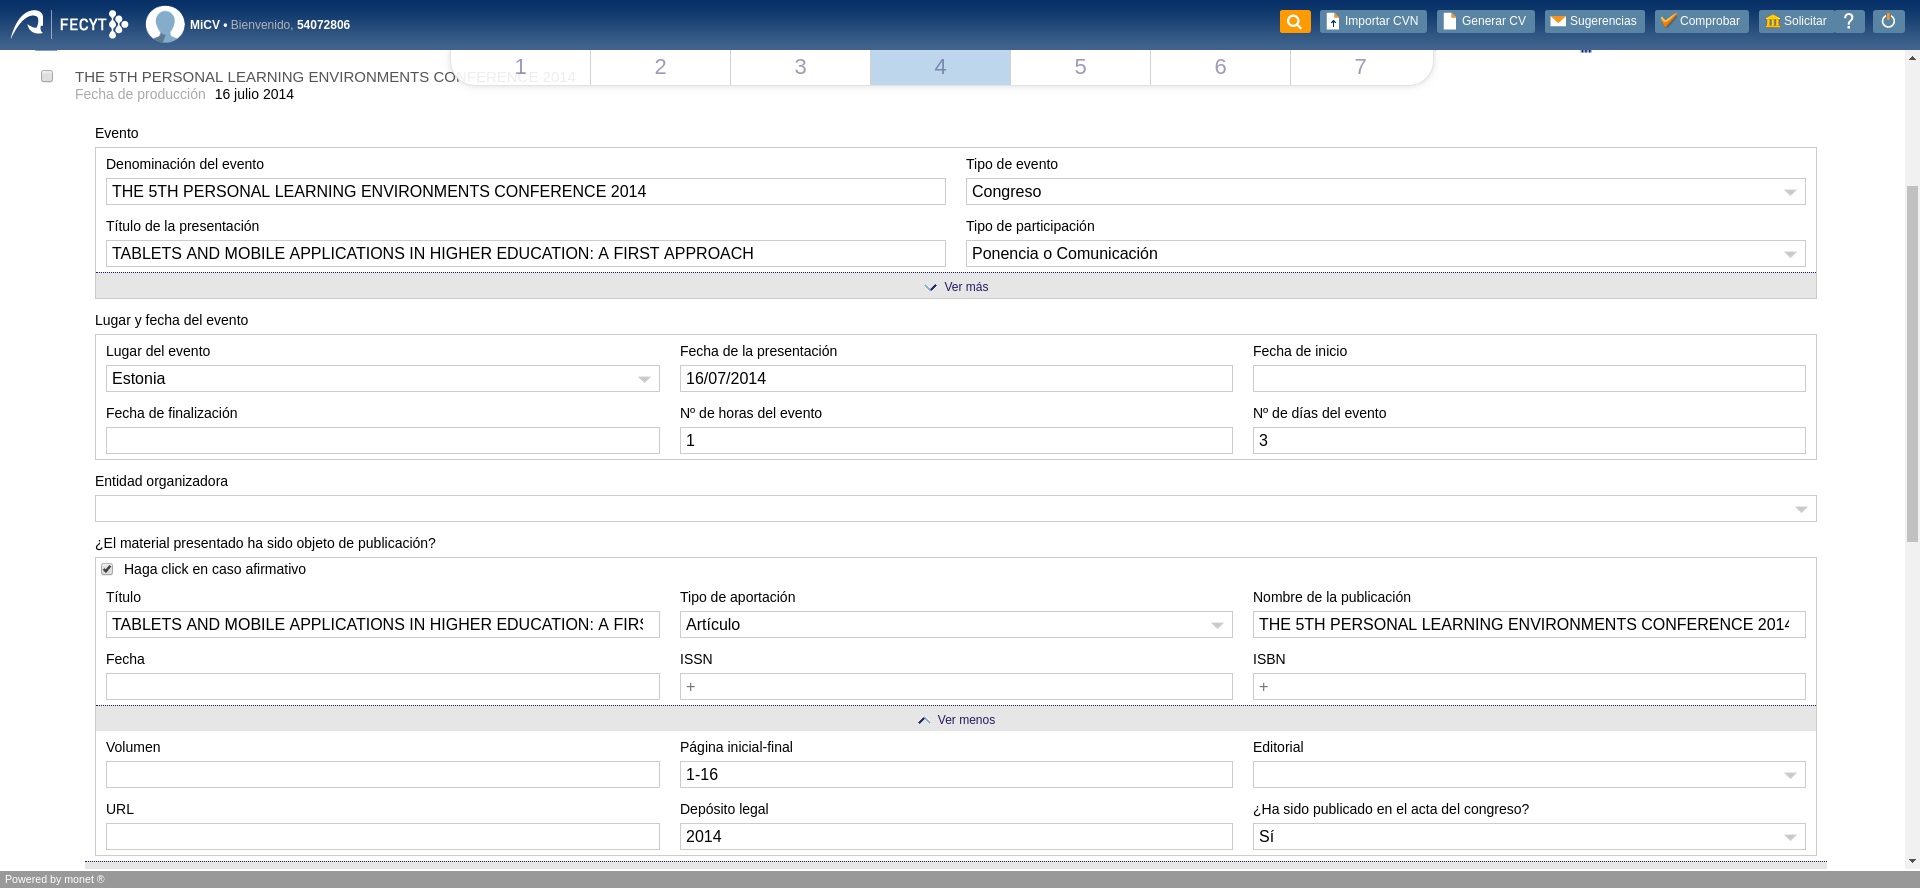 FECYT MiCV • Bienvenido, 54072806 Importar CVN Generar CV Sugerencias Comprobar Solicitar ?
1 2 3 4 5 6 7
THE 5TH PERSONAL LEARNING ENVIRONMENTS CONFERENCE 2014
Fecha de producción 16 julio 2014
Evento
Denominación del evento Tipo de evento
THE 5TH PERSONAL LEARNING ENVIRONMENTS CONFERENCE 2014 Congreso
Título de la presentación Tipo de participación
TABLETS AND MOBILE APPLICATIONS IN HIGHER EDUCATION: A FIRST APPROACH Ponencia o Comunicación
Ver más
Lugar y fecha del evento
Lugar del evento Fecha de la presentación Fecha de inicio
Estonia 16/07/2014
Fecha de finalización Nº de horas del evento Nº de días del evento
1 3
Entidad organizadora
¿El material presentado ha sido objeto de publicación?
Haga click en caso afirmativo
Título Tipo de aportación Nombre de la publicación
TABLETS AND MOBILE APPLICATIONS IN HIGHER EDUCATION: A FIRS Artículo THE 5TH PERSONAL LEARNING ENVIRONMENTS CONFERENCE 2014
Fecha ISSN ISBN
+ +
Ver menos
Volumen Página inicial-final Editorial
1-16
URL Depósito legal ¿Ha sido publicado en el acta del congreso?
2014 Sí
Powered by monet ®